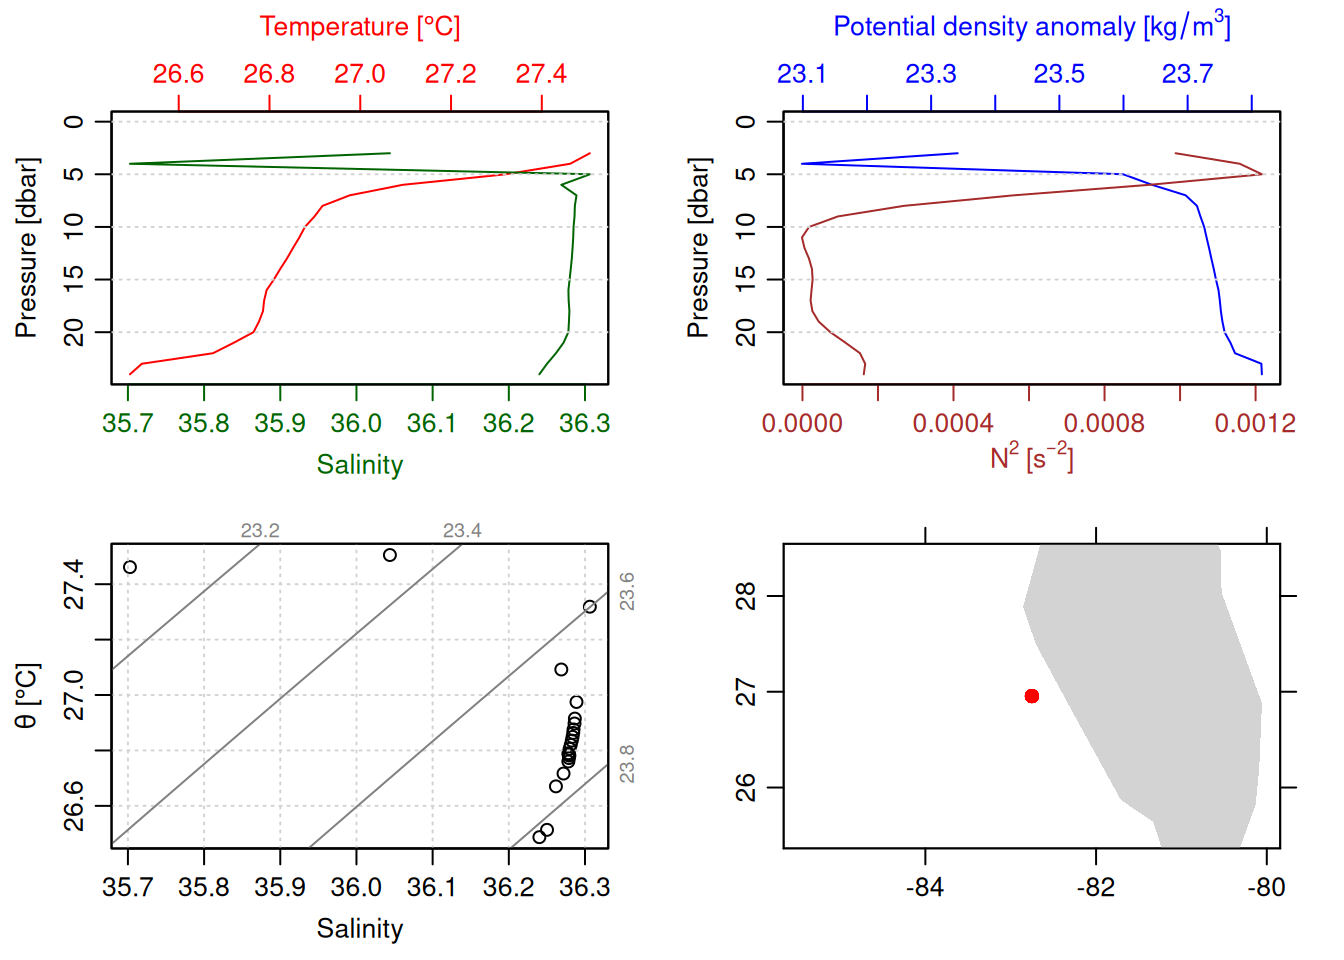 Temperature [°C]
26.6 26.8 27.0 27.2 27.4
0
5
10
15
20
Pressure [dbar]
35.7 35.8 35.9 36.0 36.1 36.2 36.3
Salinity
Potential density anomaly [kg/m³]
23.1 23.3 23.5 23.7
0
5
10
15
20
Pressure [dbar]
0.0000 0.0004 0.0008 0.0012
N² [s⁻²]
23.2 23.4
23.6
23.8
27.4
27.0
26.6
θ [°C]
35.7 35.8 35.9 36.0 36.1 36.2 36.3
Salinity
28
27
26
-84 -82 -80